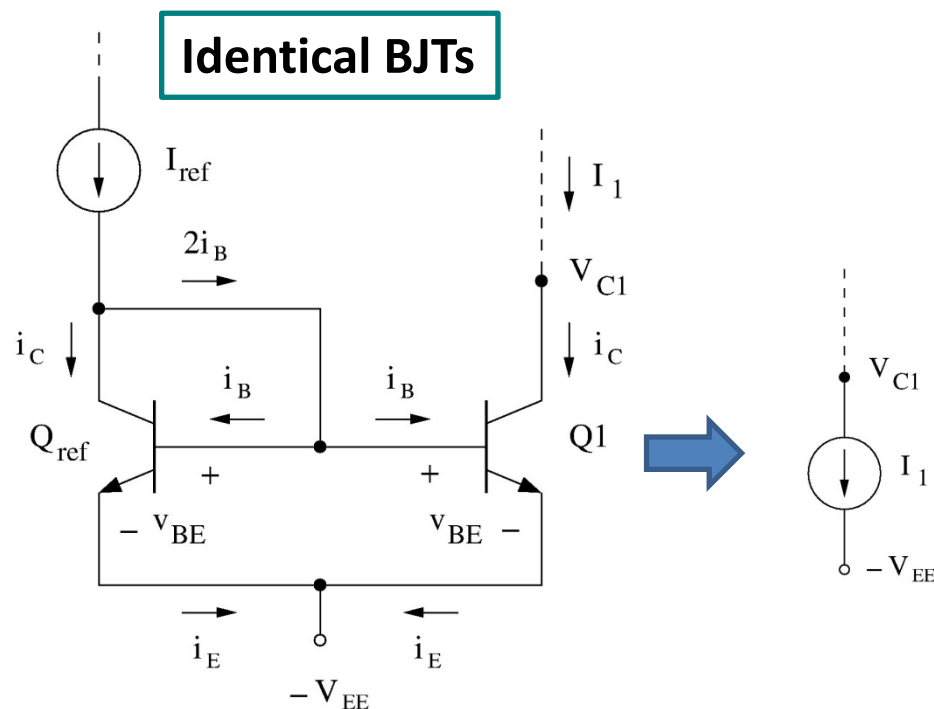 Identical BJTs
I_ref
I_1
2i_B
V_C1
i_C
i_C
i_B
i_B
V_C1
Q_ref
Q1
+
+
I_1
− v_BE
v_BE −
−V_EE
i_E
i_E
−V_EE